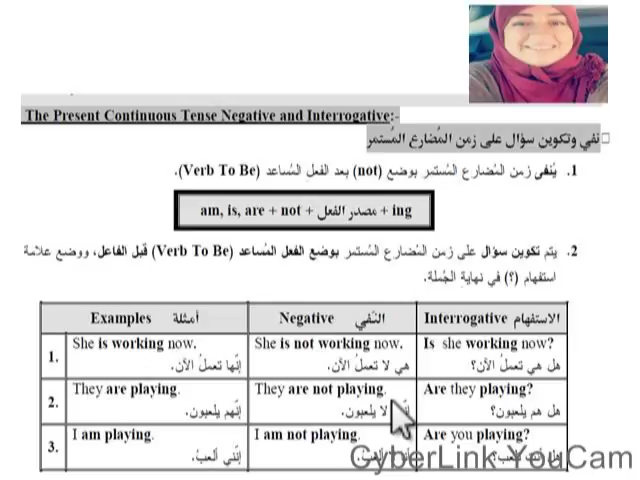 The Present Continuous Tense Negative and Interrogative:-
نفي وتكوين سؤال على زمن المُضارع المُستمر
1. يُنفى زمن المُضارع المُستمر بوضع (not) بعد الفعل المُساعد (Verb To Be).
am, is, are + not + مصدر الفعل + ing
2. يتم تكوين سؤال على زمن المُضارع المُستمر بوضع الفعل المُساعد (Verb To Be) قبل الفاعل، ووضع علامة
استفهام (؟) في نهاية الجُملة.
Examples أمثلة Negative النَّفي Interrogative الاستفهام
1. She is working now. She is not working now. Is she working now?
إنَّها تعملُ الآن. هي لا تعملُ الآن. هل هي تعملُ الآن؟
2. They are playing. They are not playing. Are they playing?
إنَّهم يلعبون. لا يلعبون. هل هم يلعبون؟
3. I am playing. I am not playing. Are you playing?
إنَّني ألعبُ.
CyberLink YouCam